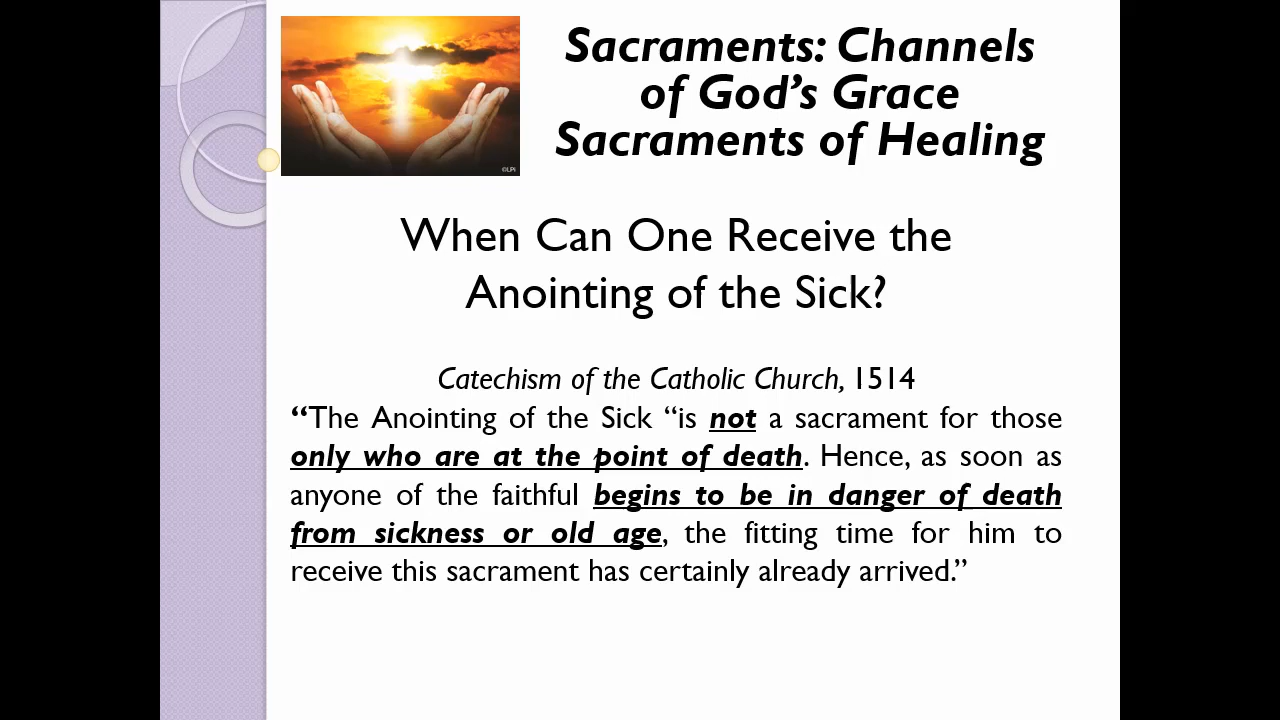 Sacraments: Channels
of God’s Grace
Sacraments of Healing
©LPi
When Can One Receive the
Anointing of the Sick?
Catechism of the Catholic Church, 1514
“The Anointing of the Sick “is not a sacrament for those
only who are at the point of death. Hence, as soon as
anyone of the faithful begins to be in danger of death
from sickness or old age, the fitting time for him to
receive this sacrament has certainly already arrived.”